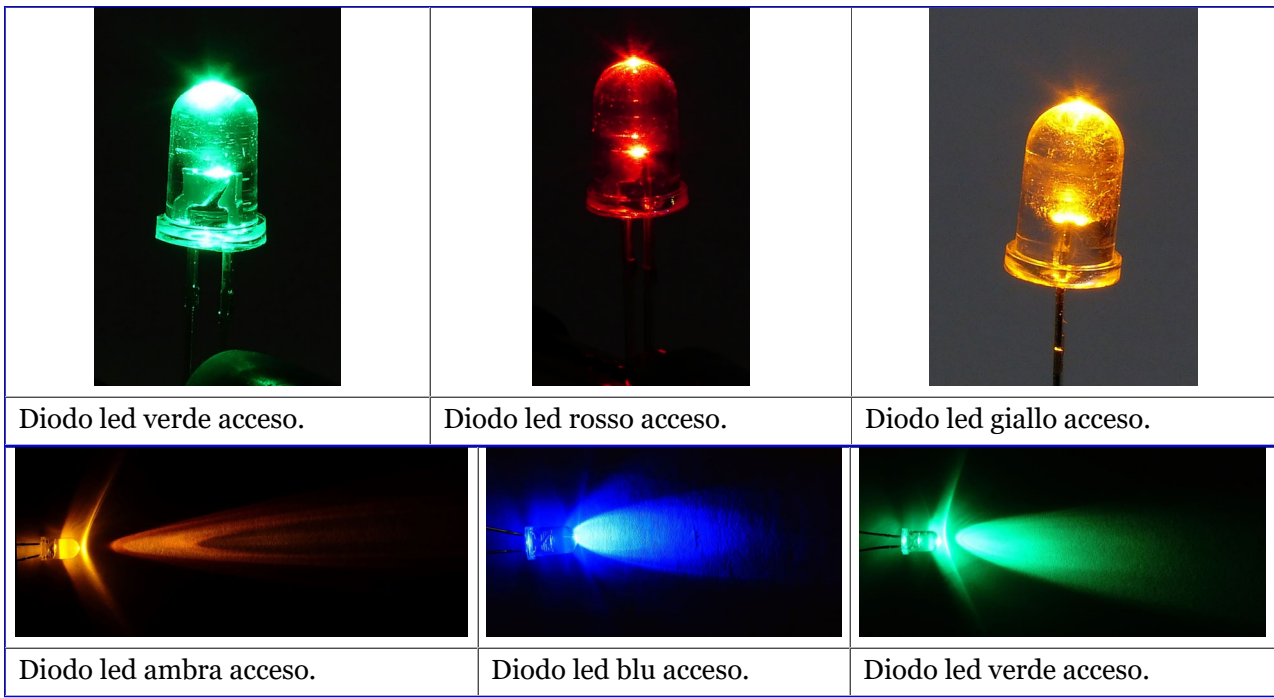 Diodo led verde acceso.
Diodo led rosso acceso.
Diodo led giallo acceso.
Diodo led ambra acceso.
Diodo led blu acceso.
Diodo led verde acceso.